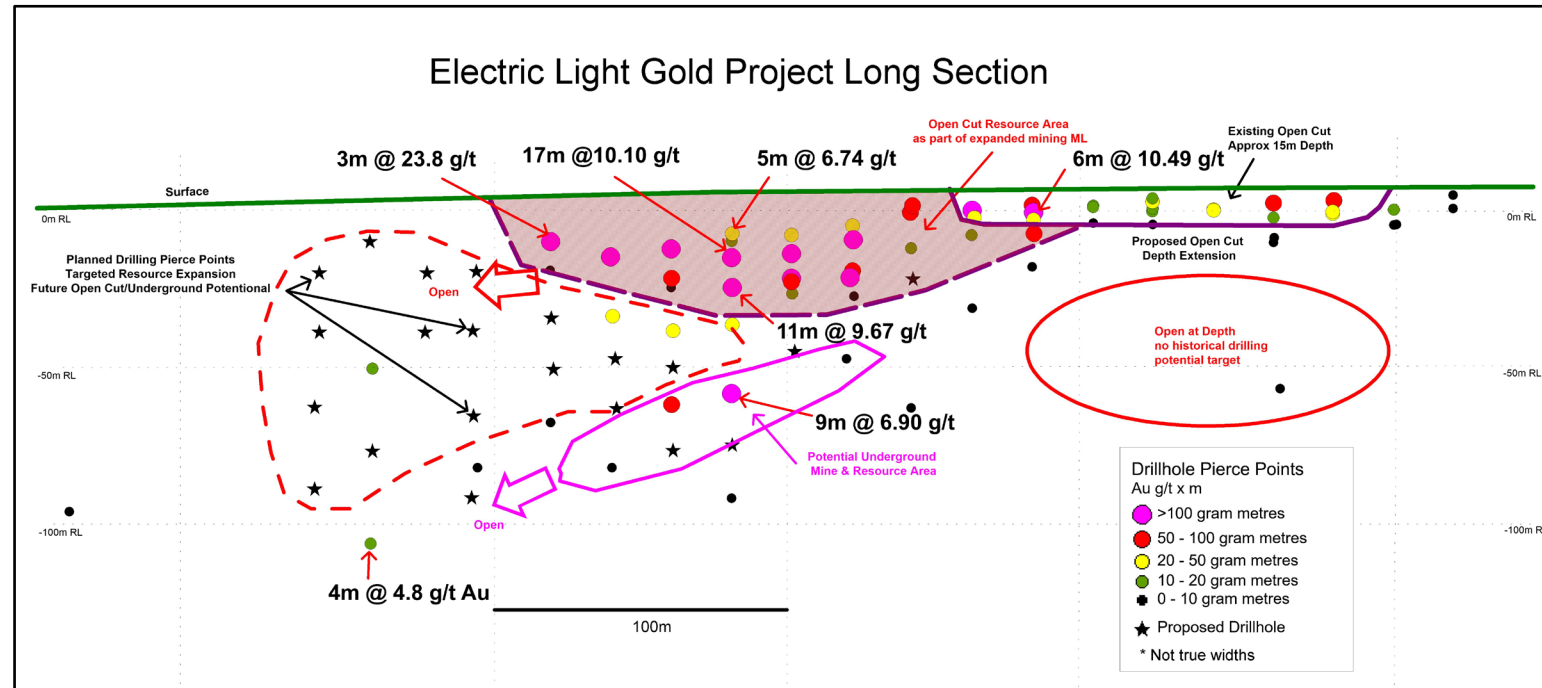 Electric Light Gold Project Long Section
Open Cut Resource Area
as part of expanded mining ML
Existing Open Cut
Approx 15m Depth
3m @ 23.8 g/t
17m @10.10 g/t
5m @ 6.74 g/t
6m @ 10.49 g/t
Surface
0m RL
0m RL
Planned Drilling Pierce Points
Targeted Resource Expansion
Future Open Cut/Underground Potentional
Open
Proposed Open Cut
Depth Extension
11m @ 9.67 g/t
Open at Depth
no historical drilling
potential target
-50m RL
-50m RL
9m @ 6.90 g/t
Potential Underground
Mine & Resource Area
Open
-100m RL
-100m RL
4m @ 4.8 g/t Au
100m
Drillhole Pierce Points
Au g/t x m
>100 gram metres
50 - 100 gram metres
20 - 50 gram metres
10 - 20 gram metres
0 - 10 gram metres
Proposed Drillhole
* Not true widths